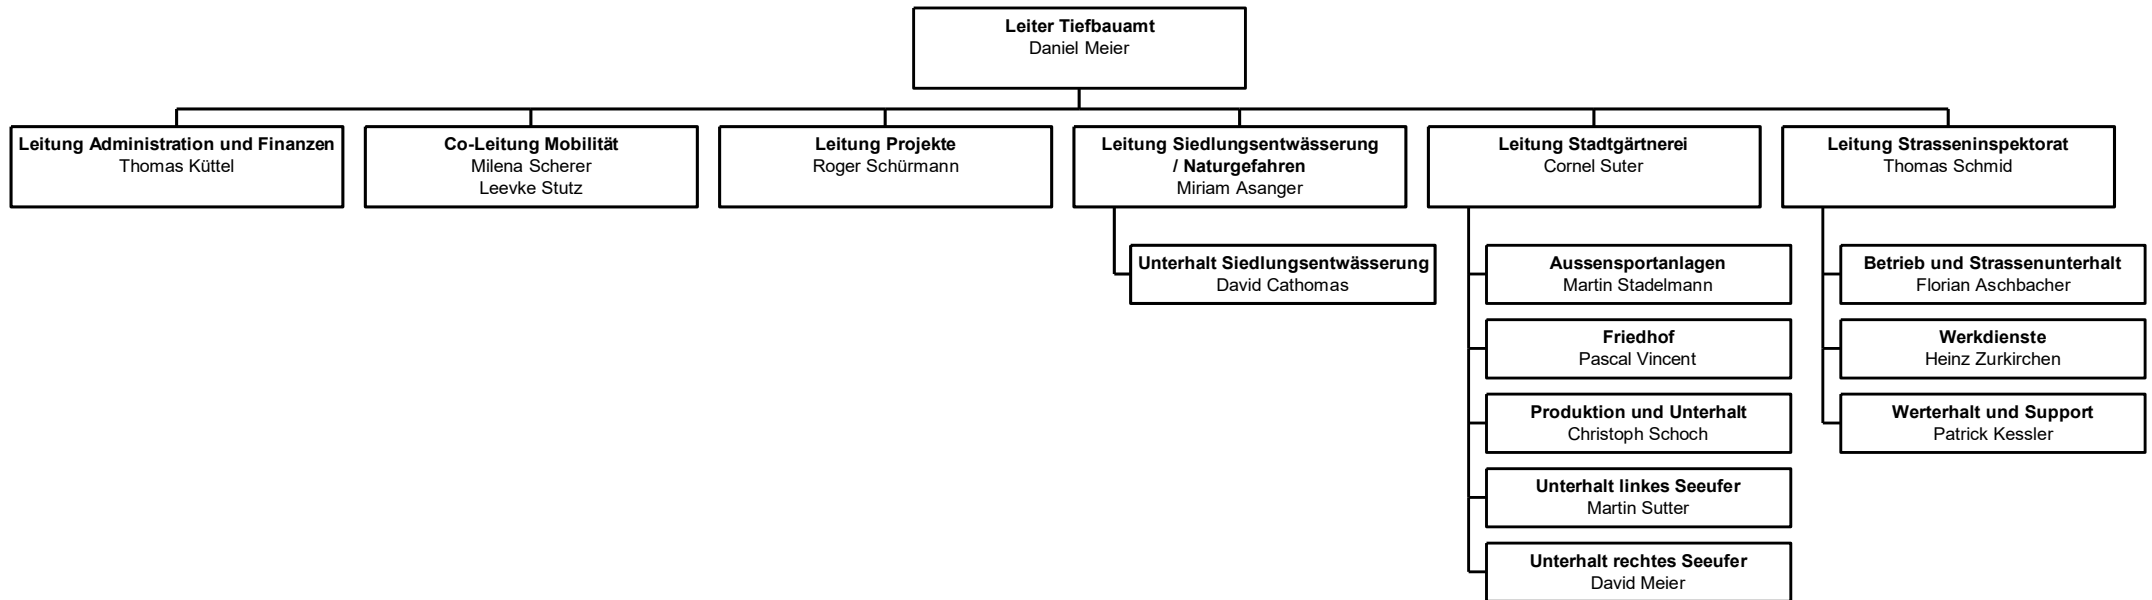 Leiter Tiefbauamt
Daniel Meier
Leitung Administration und Finanzen
Thomas Küttel
Co-Leitung Mobilität
Milena Scherer
Leevke Stutz
Leitung Projekte
Roger Schürmann
Leitung Siedlungsentwässerung
/ Naturgefahren
Miriam Asanger
Leitung Stadtgärtnerei
Cornel Suter
Leitung Strasseninspektorat
Thomas Schmid
Unterhalt Siedlungsentwässerung
David Cathomas
Aussensportanlagen
Martin Stadelmann
Friedhof
Pascal Vincent
Produktion und Unterhalt
Christoph Schoch
Unterhalt linkes Seeufer
Martin Sutter
Unterhalt rechtes Seeufer
David Meier
Betrieb und Strassenunterhalt
Florian Aschbacher
Werkdienste
Heinz Zurkirchen
Werterhalt und Support
Patrick Kessler